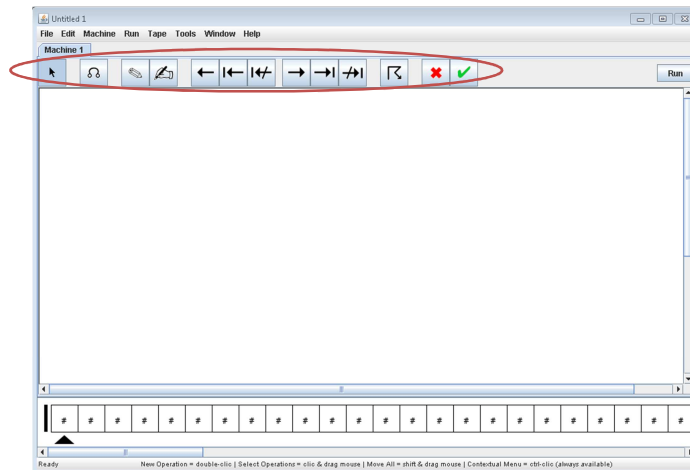 Untitled 1
File Edit Machine Run Tape Tools Window Help
Machine 1
Run
# # # # # # # # # # # # # # # # # # # # # # # #
Ready New Operation = double-clic | Select Operations = clic & drag mouse | Move All = shift & drag mouse | Contextual Menu = ctrl-clic (always available)